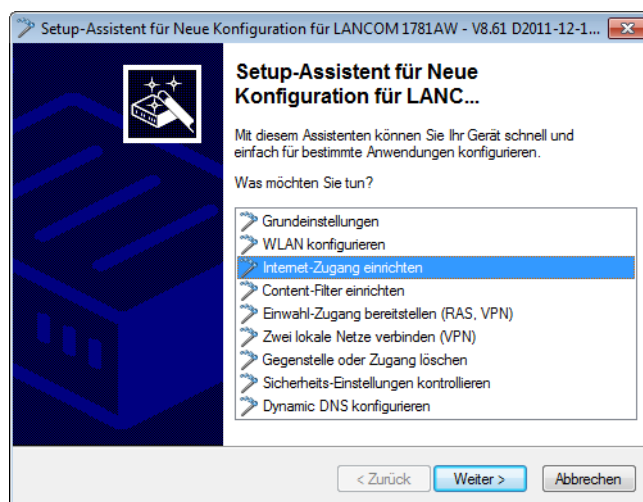 Setup-Assistent für Neue Konfiguration für LANCOM 1781AW - V8.61 D2011-12-1...
Setup-Assistent für Neue
Konfiguration für LANC...
Mit diesem Assistenten können Sie Ihr Gerät schnell und
einfach für bestimmte Anwendungen konfigurieren.
Was möchten Sie tun?
Grundeinstellungen
WLAN konfigurieren
Internet-Zugang einrichten
Content-Filter einrichten
Einwahl-Zugang bereitstellen (RAS, VPN)
Zwei lokale Netze verbinden (VPN)
Gegenstelle oder Zugang löschen
Sicherheits-Einstellungen kontrollieren
Dynamic DNS konfigurieren
< Zurück
Weiter >
Abbrechen